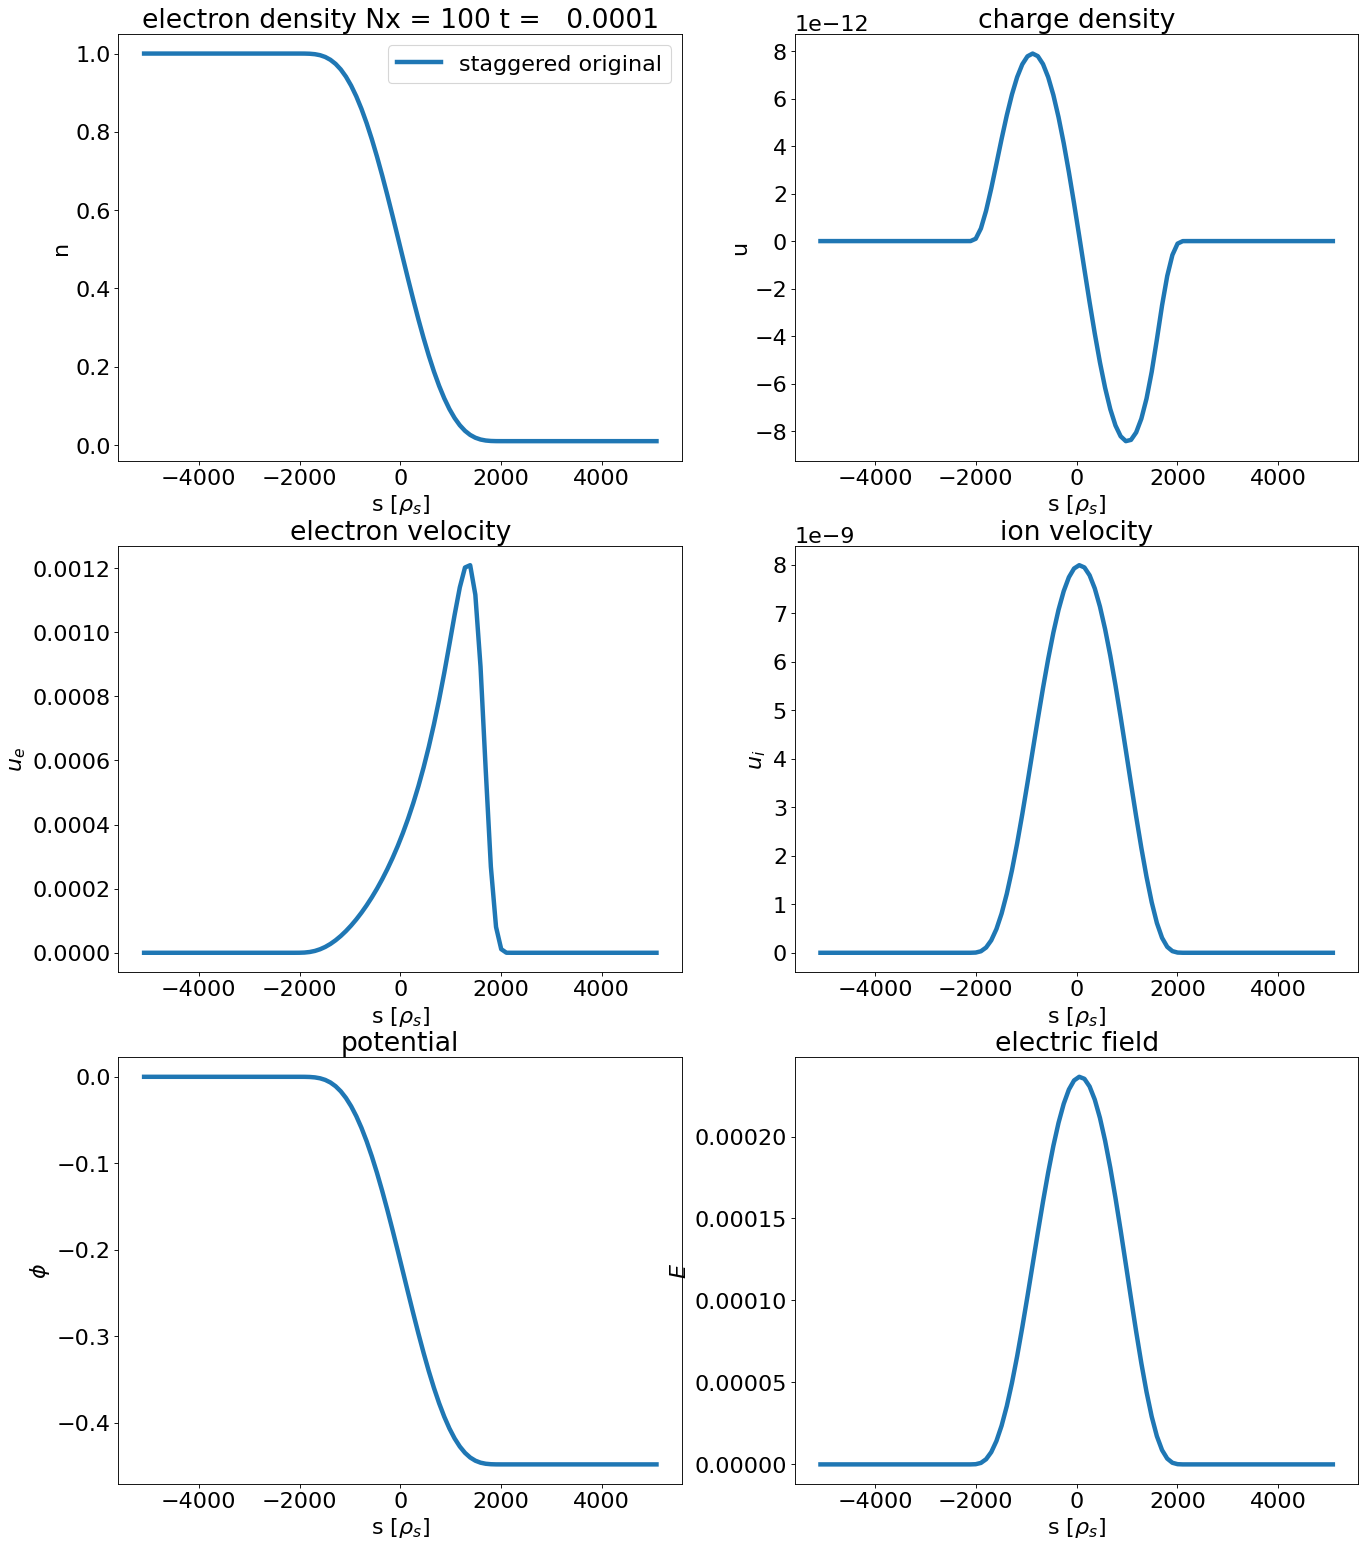 electron density Nx = 100 t =   0.0001
staggered original
1.0
0.8
0.6
0.4
0.2
0.0
n
−4000 −2000 0 2000 4000
s [ρₛ]
charge density
1e−12
8
6
4
2
0
−2
−4
−6
−8
u
−4000 −2000 0 2000 4000
s [ρₛ]
electron velocity
0.0012
0.0010
0.0008
0.0006
0.0004
0.0002
0.0000
uₑ
−4000 −2000 0 2000 4000
s [ρₛ]
ion velocity
1e−9
8
7
6
5
4
3
2
1
0
uᵢ
−4000 −2000 0 2000 4000
s [ρₛ]
potential
0.0
−0.1
−0.2
−0.3
−0.4
ϕ
−4000 −2000 0 2000 4000
s [ρₛ]
electric field
0.00020
0.00015
0.00010
0.00005
0.00000
E
−4000 −2000 0 2000 4000
s [ρₛ]